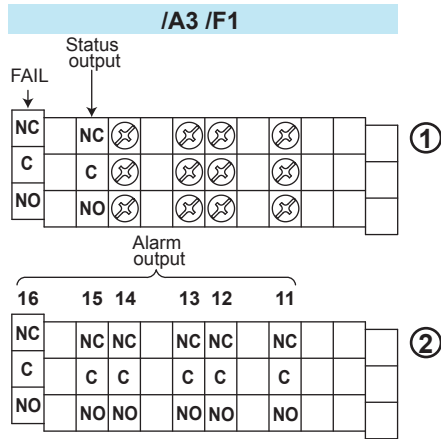 /A3 /F1
Status
output
FAIL
NC NC
C C
NO NO
①
Alarm
output
16 15 14 13 12 11
NC NC NC NC NC NC
C C C C C C
NO NO NO NO NO NO
②